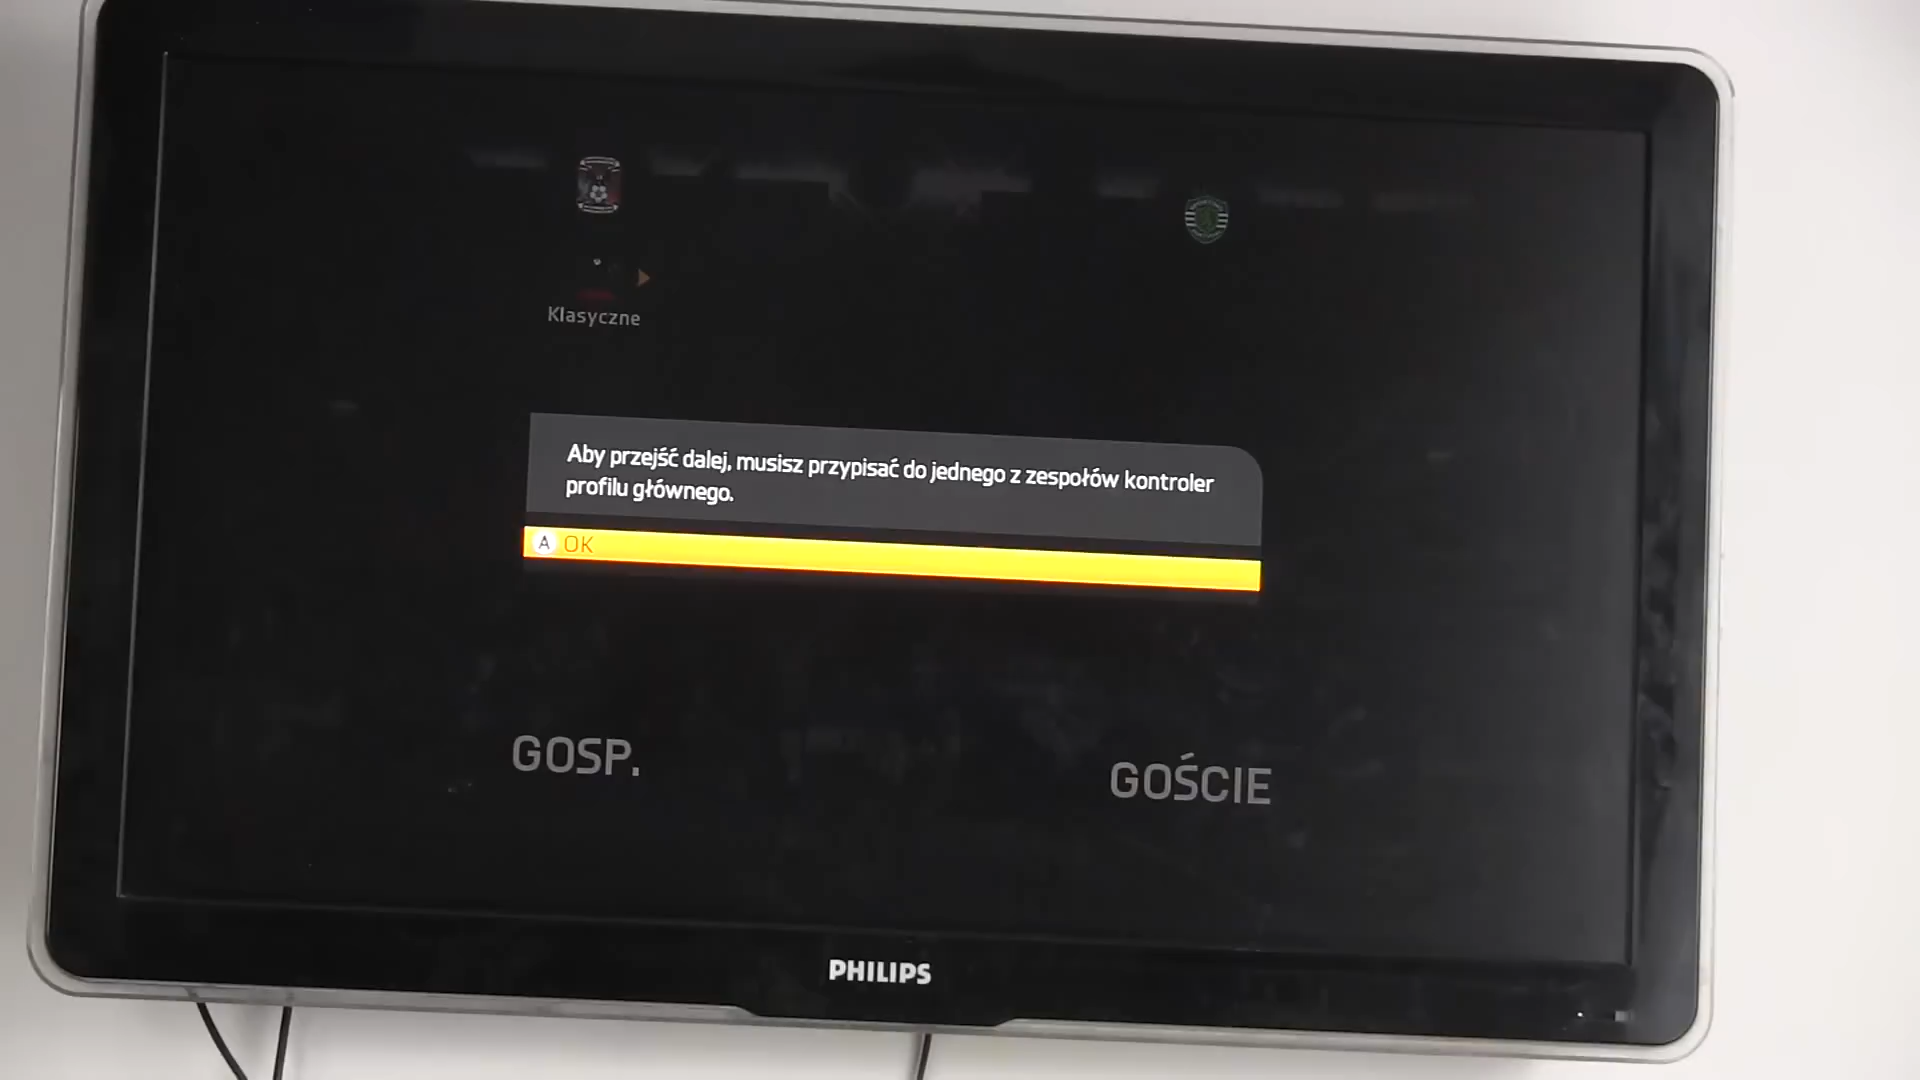 Klasyczne
Aby przejść dalej, musisz przypisać do jednego z zespołów kontroler
profilu głównego.
A OK
GOSP.
GOŚCIE
PHILIPS